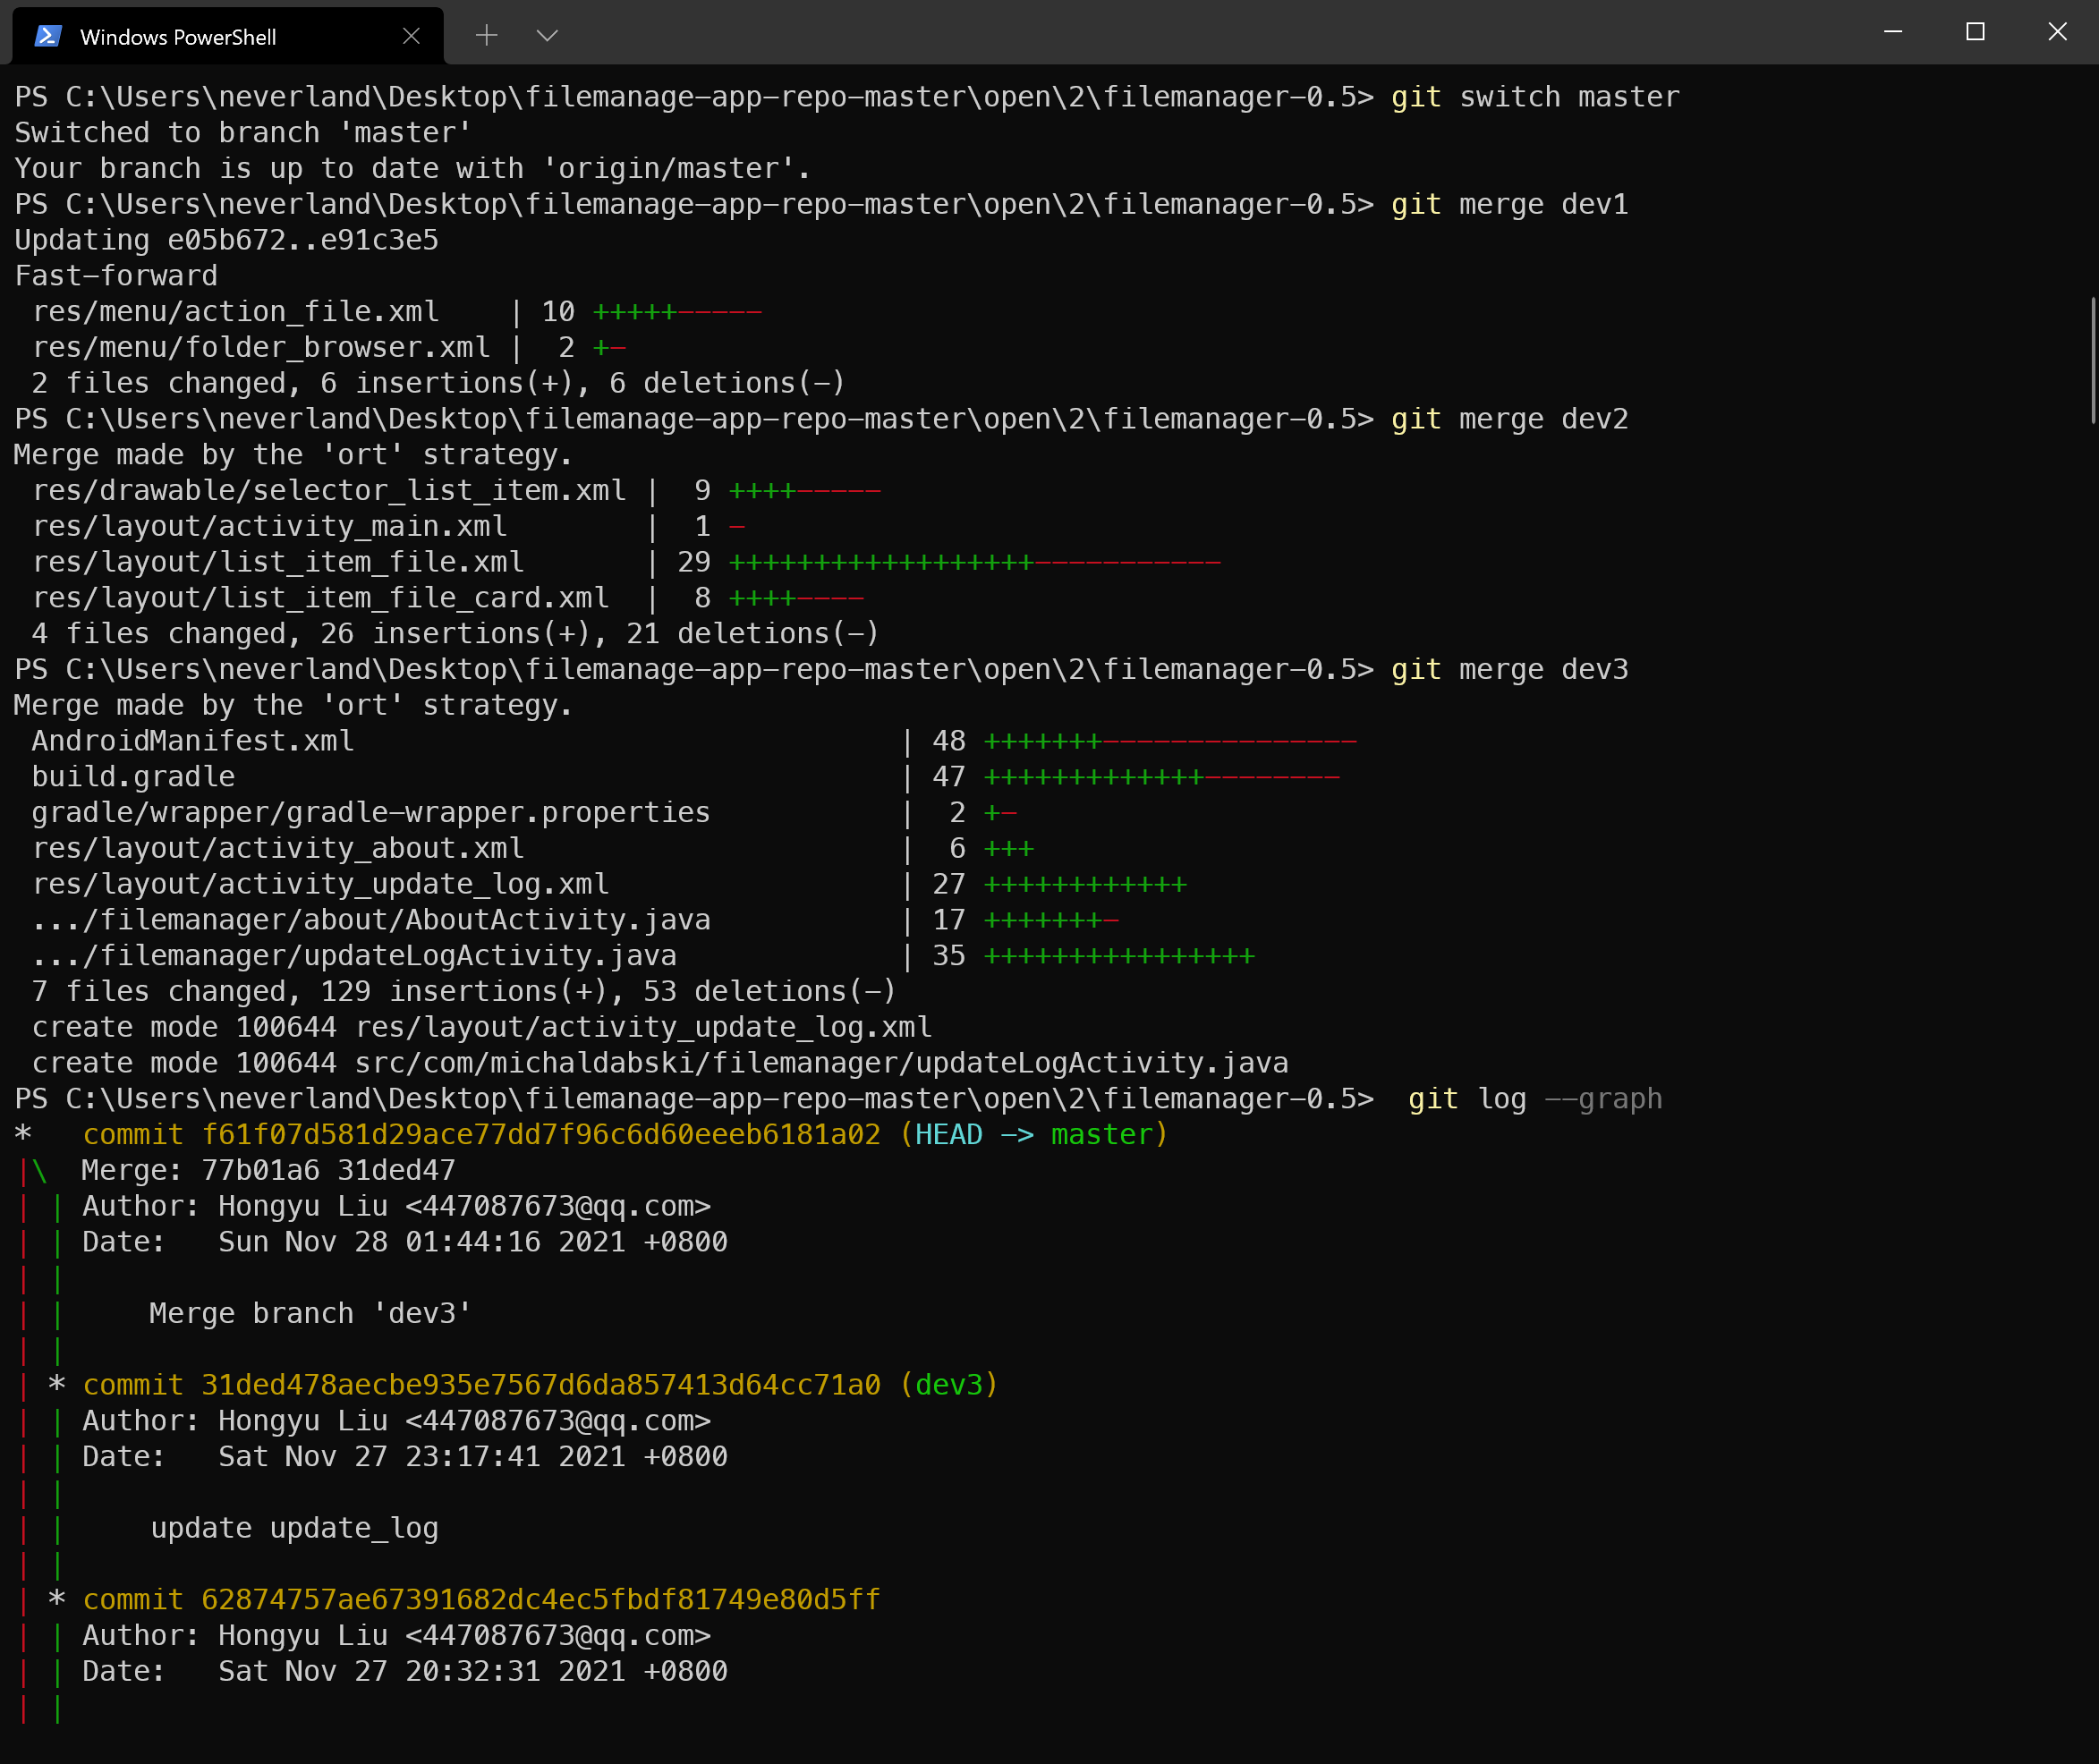 Windows PowerShell
PS C:\Users\neverland\Desktop\filemanage-app-repo-master\open\2\filemanager-0.5> git switch master
Switched to branch 'master'
Your branch is up to date with 'origin/master'.
PS C:\Users\neverland\Desktop\filemanage-app-repo-master\open\2\filemanager-0.5> git merge dev1
Updating e05b672..e91c3e5
Fast-forward
 res/menu/action_file.xml    | 10 +++++-----
 res/menu/folder_browser.xml |  2 +-
 2 files changed, 6 insertions(+), 6 deletions(-)
PS C:\Users\neverland\Desktop\filemanage-app-repo-master\open\2\filemanager-0.5> git merge dev2
Merge made by the 'ort' strategy.
 res/drawable/selector_list_item.xml |  9 ++++-----
 res/layout/activity_main.xml        |  1 -
 res/layout/list_item_file.xml       | 29 ++++++++++++++++++-----------
 res/layout/list_item_file_card.xml  |  8 ++++----
 4 files changed, 26 insertions(+), 21 deletions(-)
PS C:\Users\neverland\Desktop\filemanage-app-repo-master\open\2\filemanager-0.5> git merge dev3
Merge made by the 'ort' strategy.
 AndroidManifest.xml                                | 48 +++++++---------------
 build.gradle                                       | 47 +++++++++++++--------
 gradle/wrapper/gradle-wrapper.properties           |  2 +-
 res/layout/activity_about.xml                      |  6 +++
 res/layout/activity_update_log.xml                 | 27 ++++++++++++
 .../filemanager/about/AboutActivity.java           | 17 +++++++-
 .../filemanager/updateLogActivity.java             | 35 ++++++++++++++++
 7 files changed, 129 insertions(+), 53 deletions(-)
 create mode 100644 res/layout/activity_update_log.xml
 create mode 100644 src/com/michaldabski/filemanager/updateLogActivity.java
PS C:\Users\neverland\Desktop\filemanage-app-repo-master\open\2\filemanager-0.5>  git log --graph
*   commit f61f07d581d29ace77dd7f96c6d60eeeb6181a02 (HEAD -> master)
|\  Merge: 77b01a6 31ded47
| | Author: Hongyu Liu <447087673@qq.com>
| | Date:   Sun Nov 28 01:44:16 2021 +0800
| |
| |     Merge branch 'dev3'
| |
| * commit 31ded478aecbe935e7567d6da857413d64cc71a0 (dev3)
| | Author: Hongyu Liu <447087673@qq.com>
| | Date:   Sat Nov 27 23:17:41 2021 +0800
| |
| |     update update_log
| |
| * commit 62874757ae67391682dc4ec5fbdf81749e80d5ff
| | Author: Hongyu Liu <447087673@qq.com>
| | Date:   Sat Nov 27 20:32:31 2021 +0800
| |